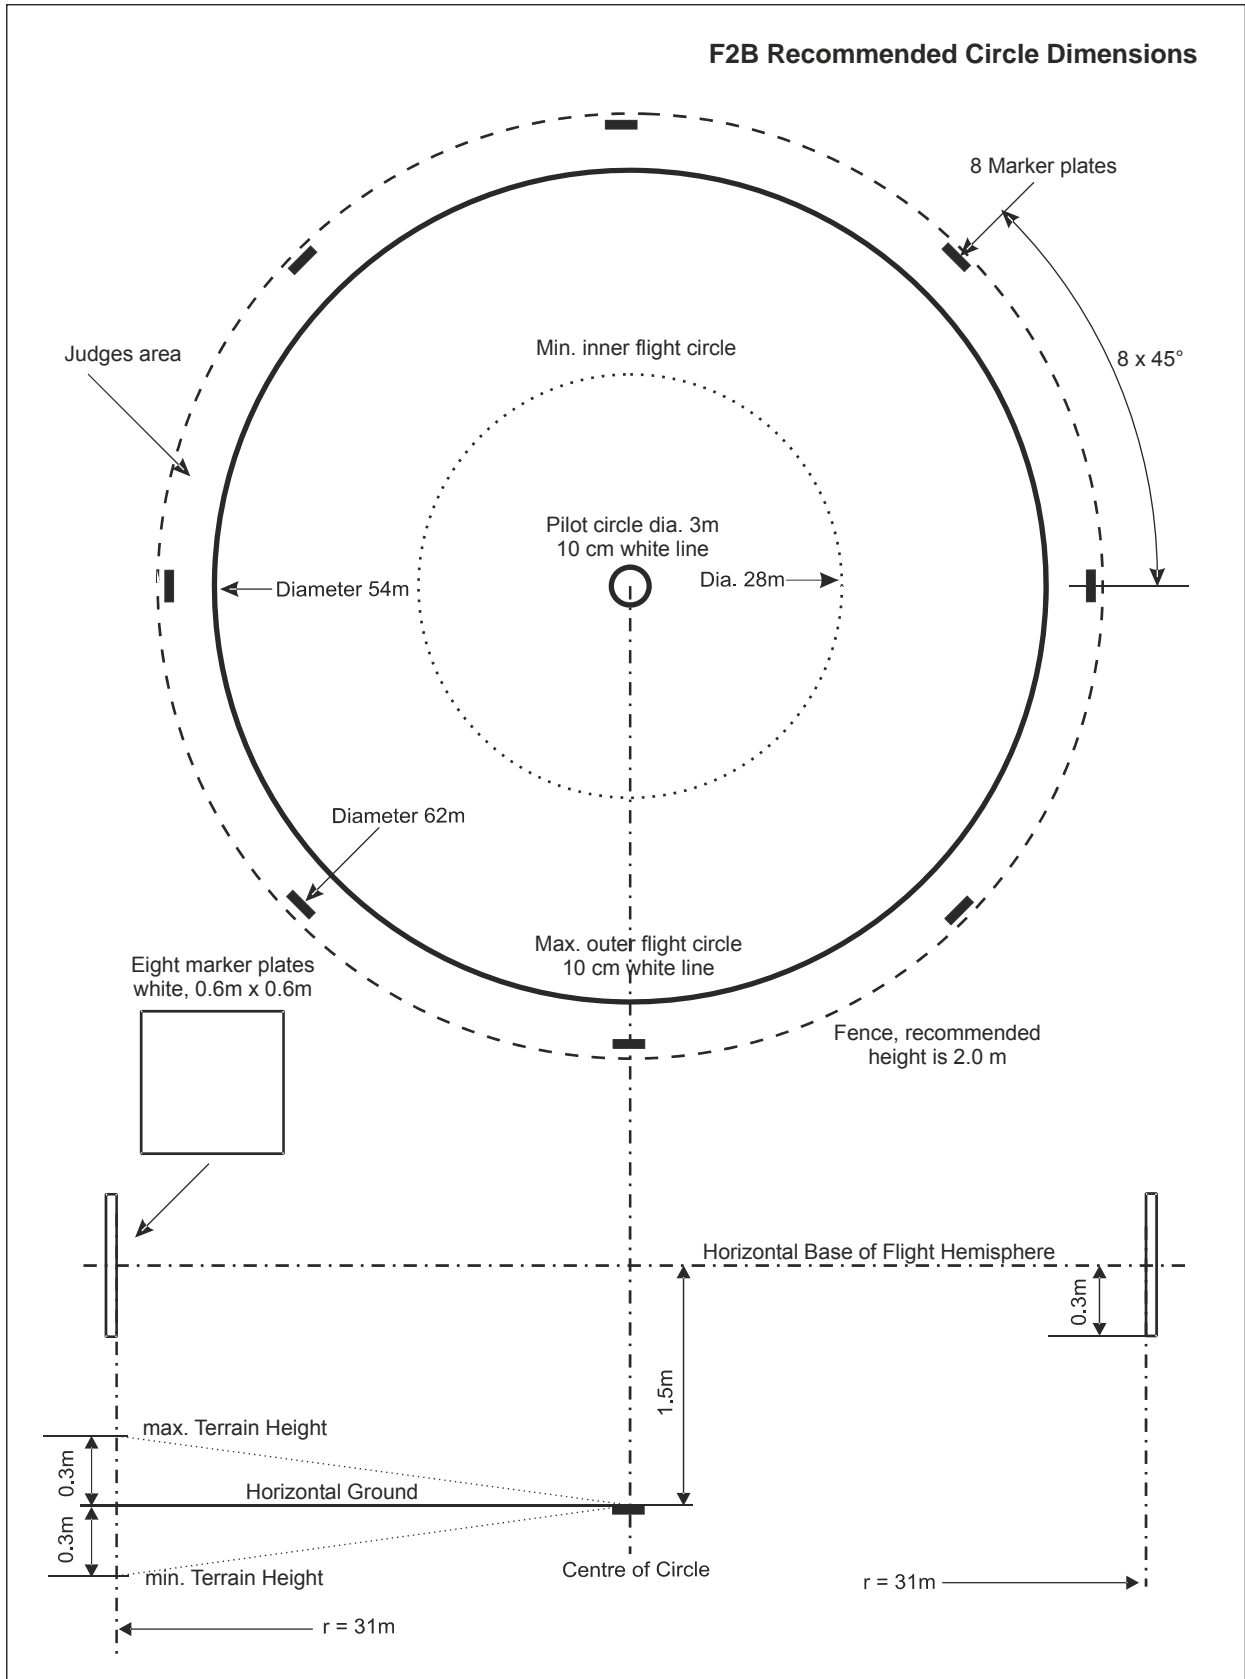 F2B Recommended Circle Dimensions
8 Marker plates
Judges area
Min. inner flight circle
8 x 45°
Pilot circle dia. 3m
10 cm white line
Diameter 54m
Dia. 28m
Diameter 62m
Max. outer flight circle
10 cm white line
Eight marker plates
white, 0.6m x 0.6m
Fence, recommended
height is 2.0 m
Horizontal Base of Flight Hemisphere
0.3m
1.5m
max. Terrain Height
0.3m
Horizontal Ground
0.3m
min. Terrain Height
Centre of Circle
r = 31m
r = 31m